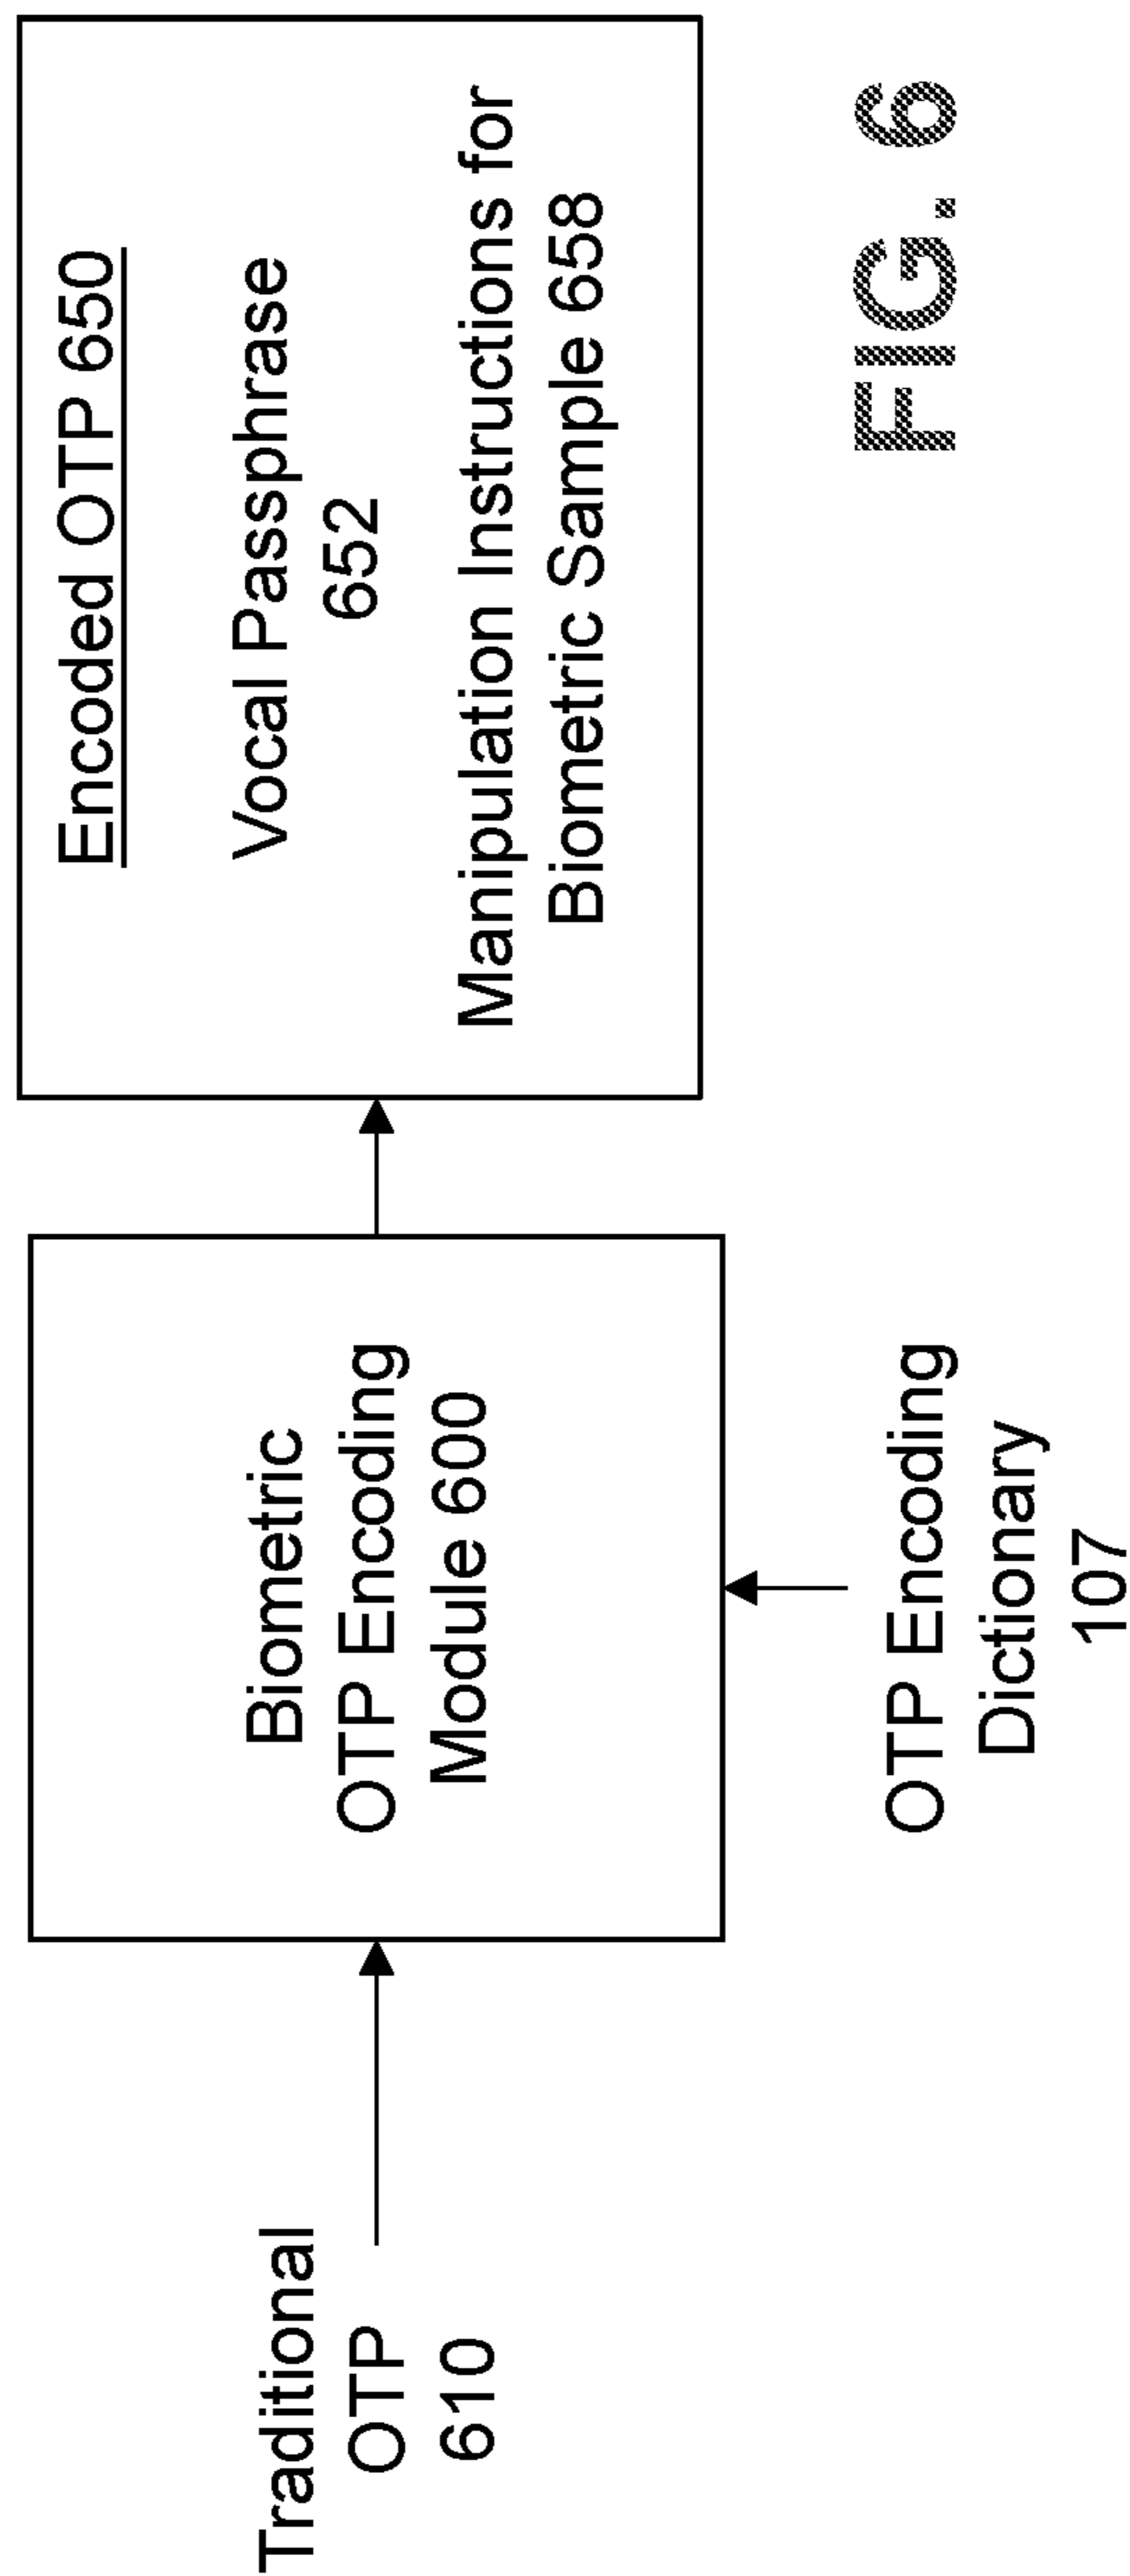 Traditional
OTP
610
Biometric
OTP Encoding
Module 600
OTP Encoding
Dictionary
107
Encoded OTP 650
Vocal Passphrase
652
Manipulation Instructions for
Biometric Sample 658
FIG. 6